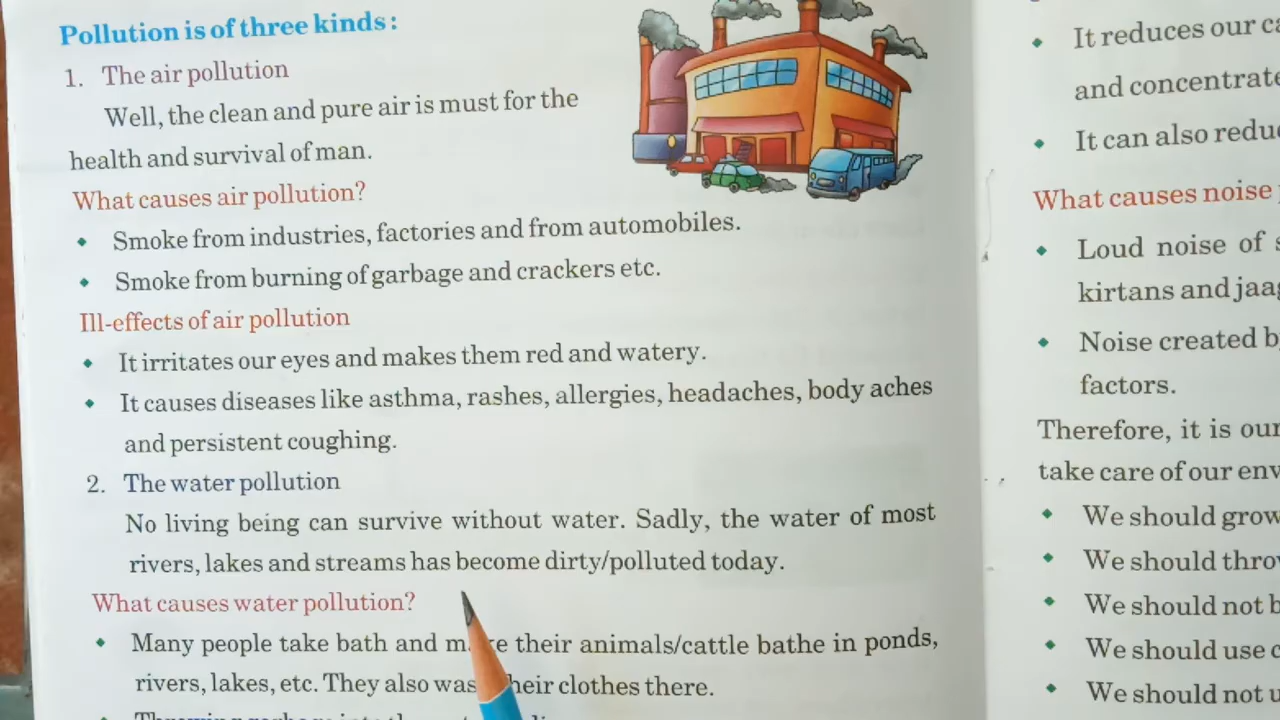 Pollution is of three kinds:
1. The air pollution
Well, the clean and pure air is must for the
health and survival of man.
What causes air pollution?
• Smoke from industries, factories and from automobiles.
• Smoke from burning of garbage and crackers etc.
Ill-effects of air pollution
• It irritates our eyes and makes them red and watery.
• It causes diseases like asthma, rashes, allergies, headaches, body aches
and persistent coughing.
2. The water pollution
No living being can survive without water. Sadly, the water of most
rivers, lakes and streams has become dirty/polluted today.
What causes water pollution?
• Many people take bath and their animals/cattle bathe in ponds,
rivers, lakes, etc. They also their clothes there.
• It reduces our
and
• It can also
What causes noise
• Loud noise of
kirtans and
• Noise created
factors.
Therefore, it is our
take care of our
• We should grow
• We should
• We should not
• We should use
• We should not